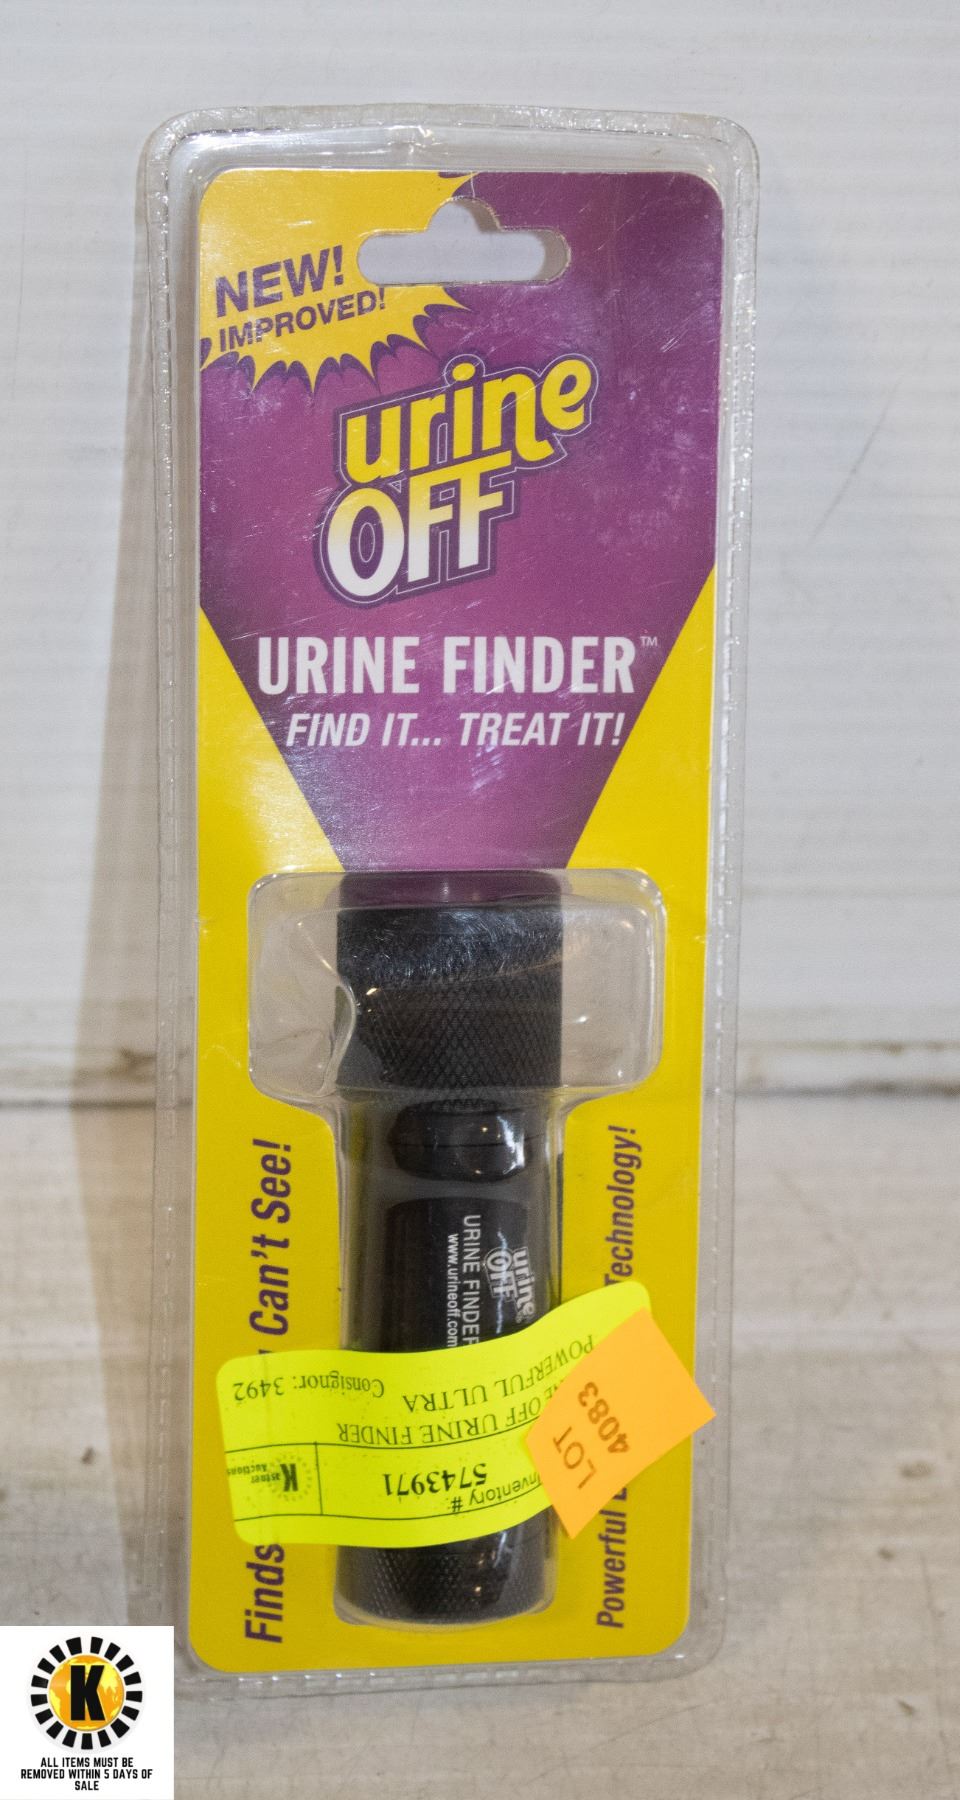 NEW!
IMPROVED!
urine
OFF
URINE FINDER™
FIND IT... TREAT IT!
Finds
Can't See!
Powerful
Technology!
urine
OFF
URINE FINDER
www.urineoff.com
Inventory #
5743971
Kastner
Auctions
OFF URINE FINDER
POWERFUL ULTRA
Consignor: 3492
LOT
4083
K
ALL ITEMS MUST BE
REMOVED WITHIN 5 DAYS OF
SALE